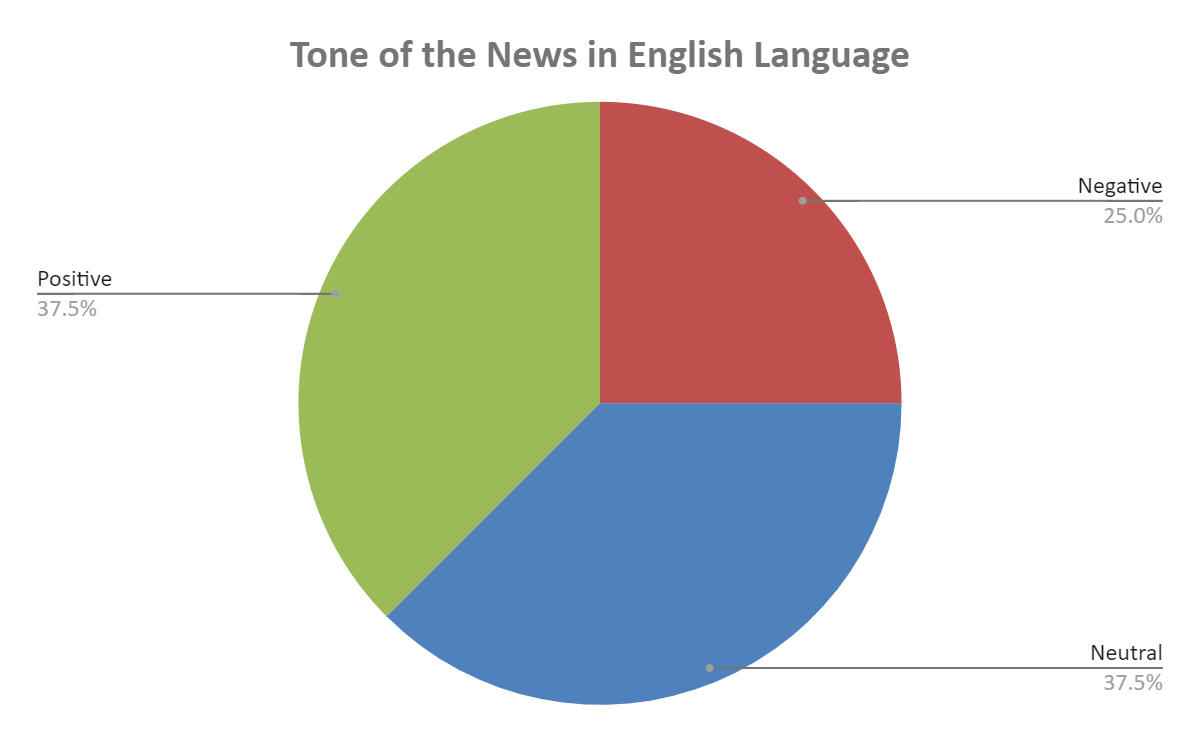 Tone of the News in English Language
Negative
25.0%
Positive
37.5%
Neutral
37.5%